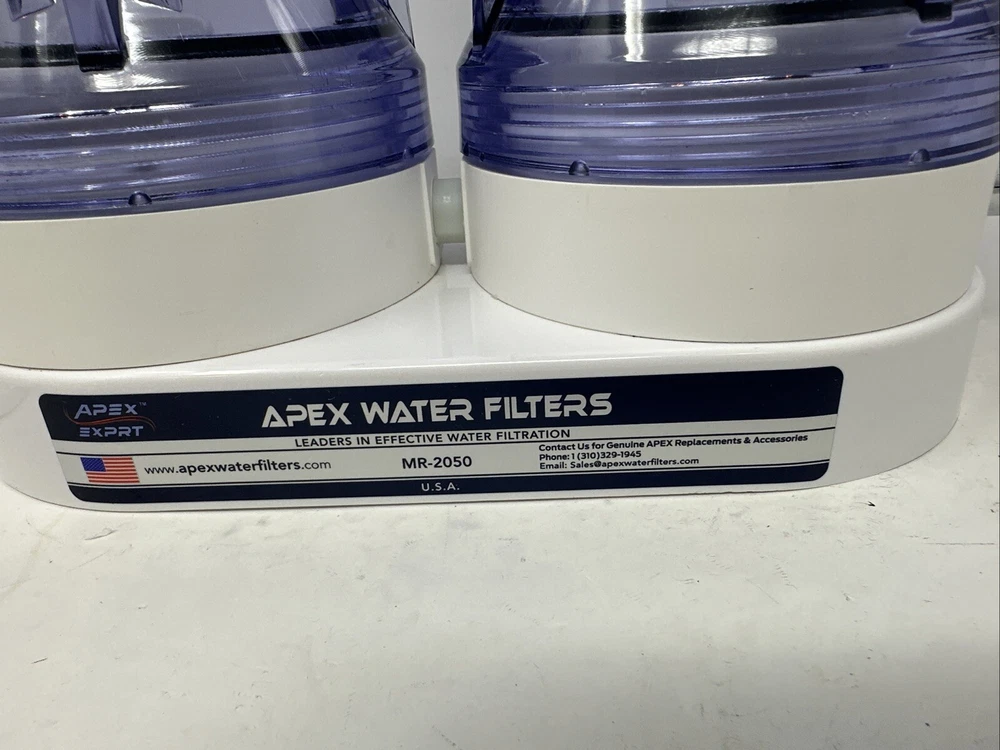 APEX™
EXPRT
APEX WATER FILTERS
LEADERS IN EFFECTIVE WATER FILTRATION
www.apexwaterfilters.com
MR-2050
Contact Us for Genuine APEX Replacements & Accessories
Phone: 1 (310)329-1945
Email: Sales@apexwaterfilters.com
U.S.A.